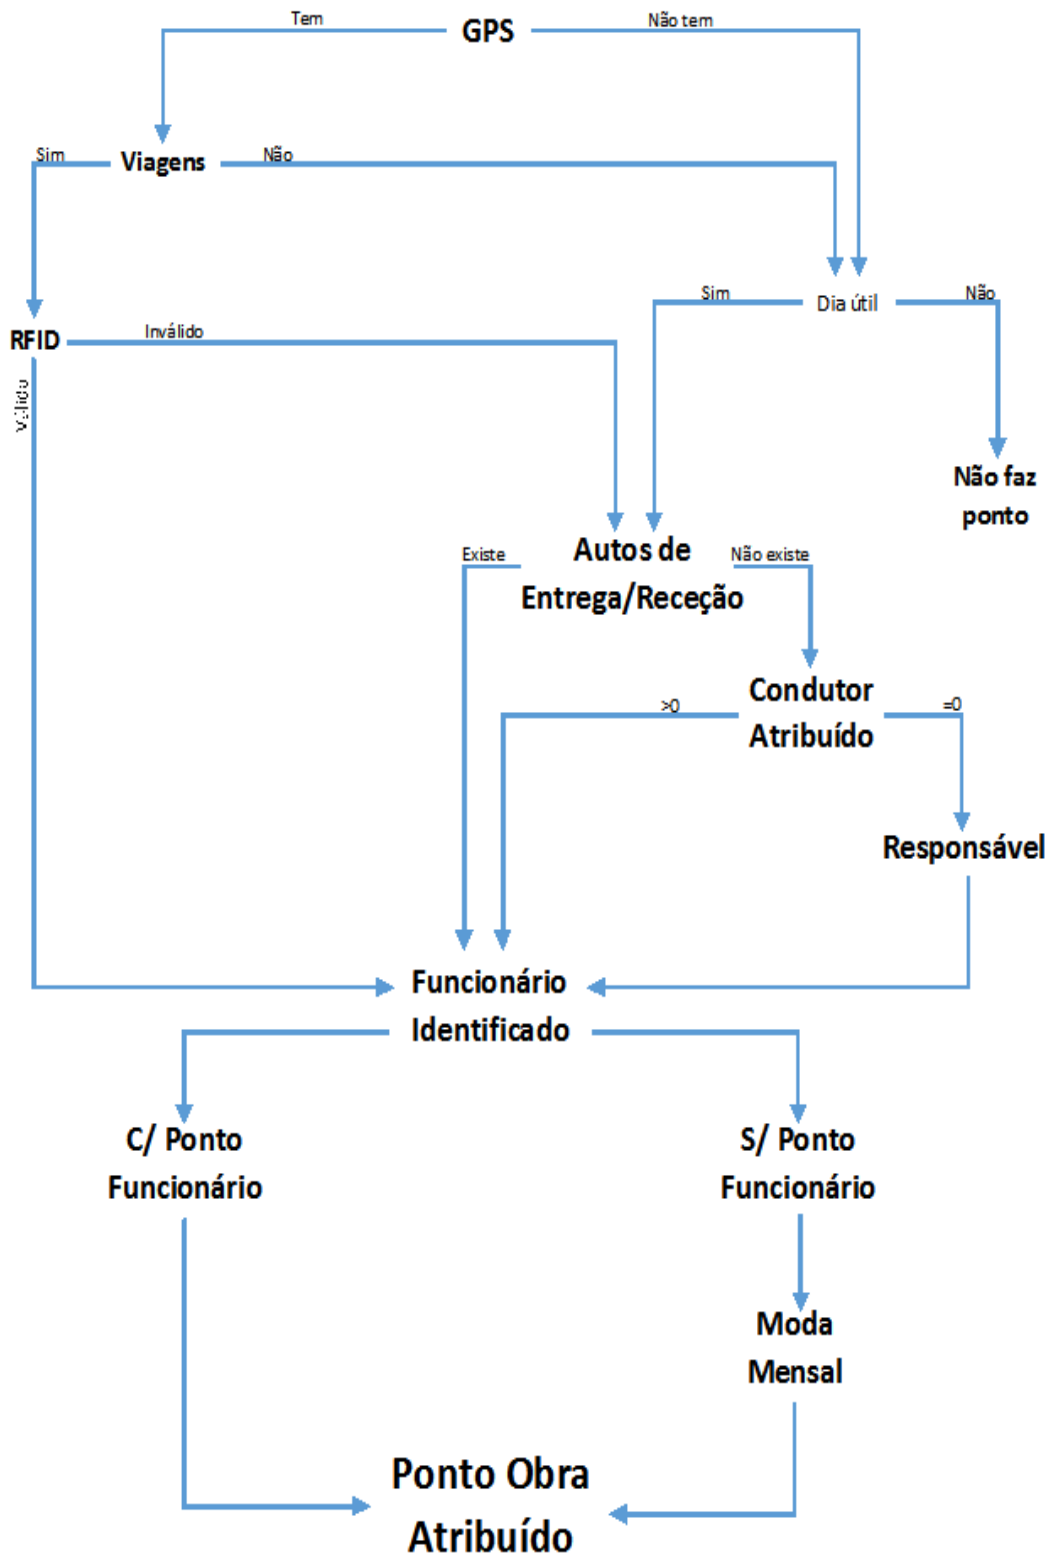 Tem
GPS
Não tem
Sim
Viagens
Não
Sim
Dia útil
Não
RFID
Inválido
Válido
Não faz
ponto
Existe
Autos de
Entrega/Receção
Não existe
Condutor
Atribuído
>0
=0
Responsável
Funcionário
Identificado
C/ Ponto
Funcionário
S/ Ponto
Funcionário
Moda
Mensal
Ponto Obra
Atribuído